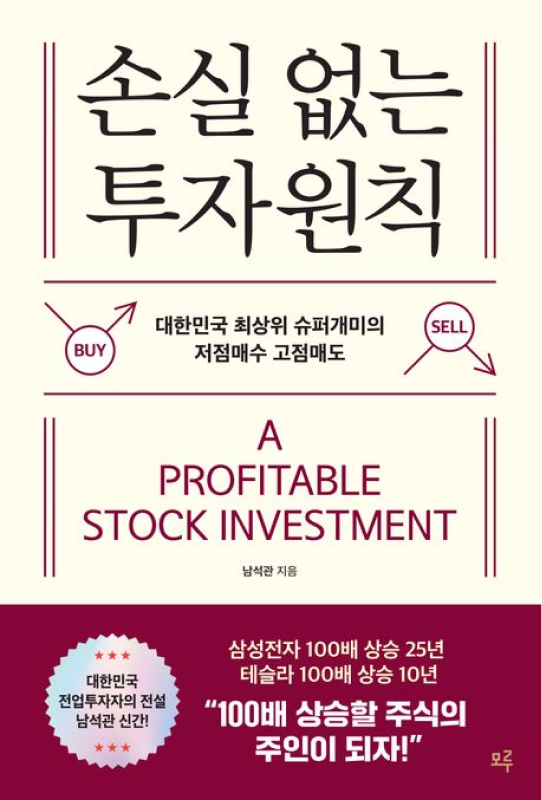 손실 없는
투자 원칙
BUY
대한민국 최상위 슈퍼개미의
저점매수 고점매도
SELL
A
PROFITABLE
STOCK INVESTMENT
남석관 지음
★★★
대한민국
전업투자자의 전설
남석관 신간!
★★★
삼성전자 100배 상승 25년
테슬라 100배 상승 10년
“100배 상승할 주식의
주인이 되자!”
모루